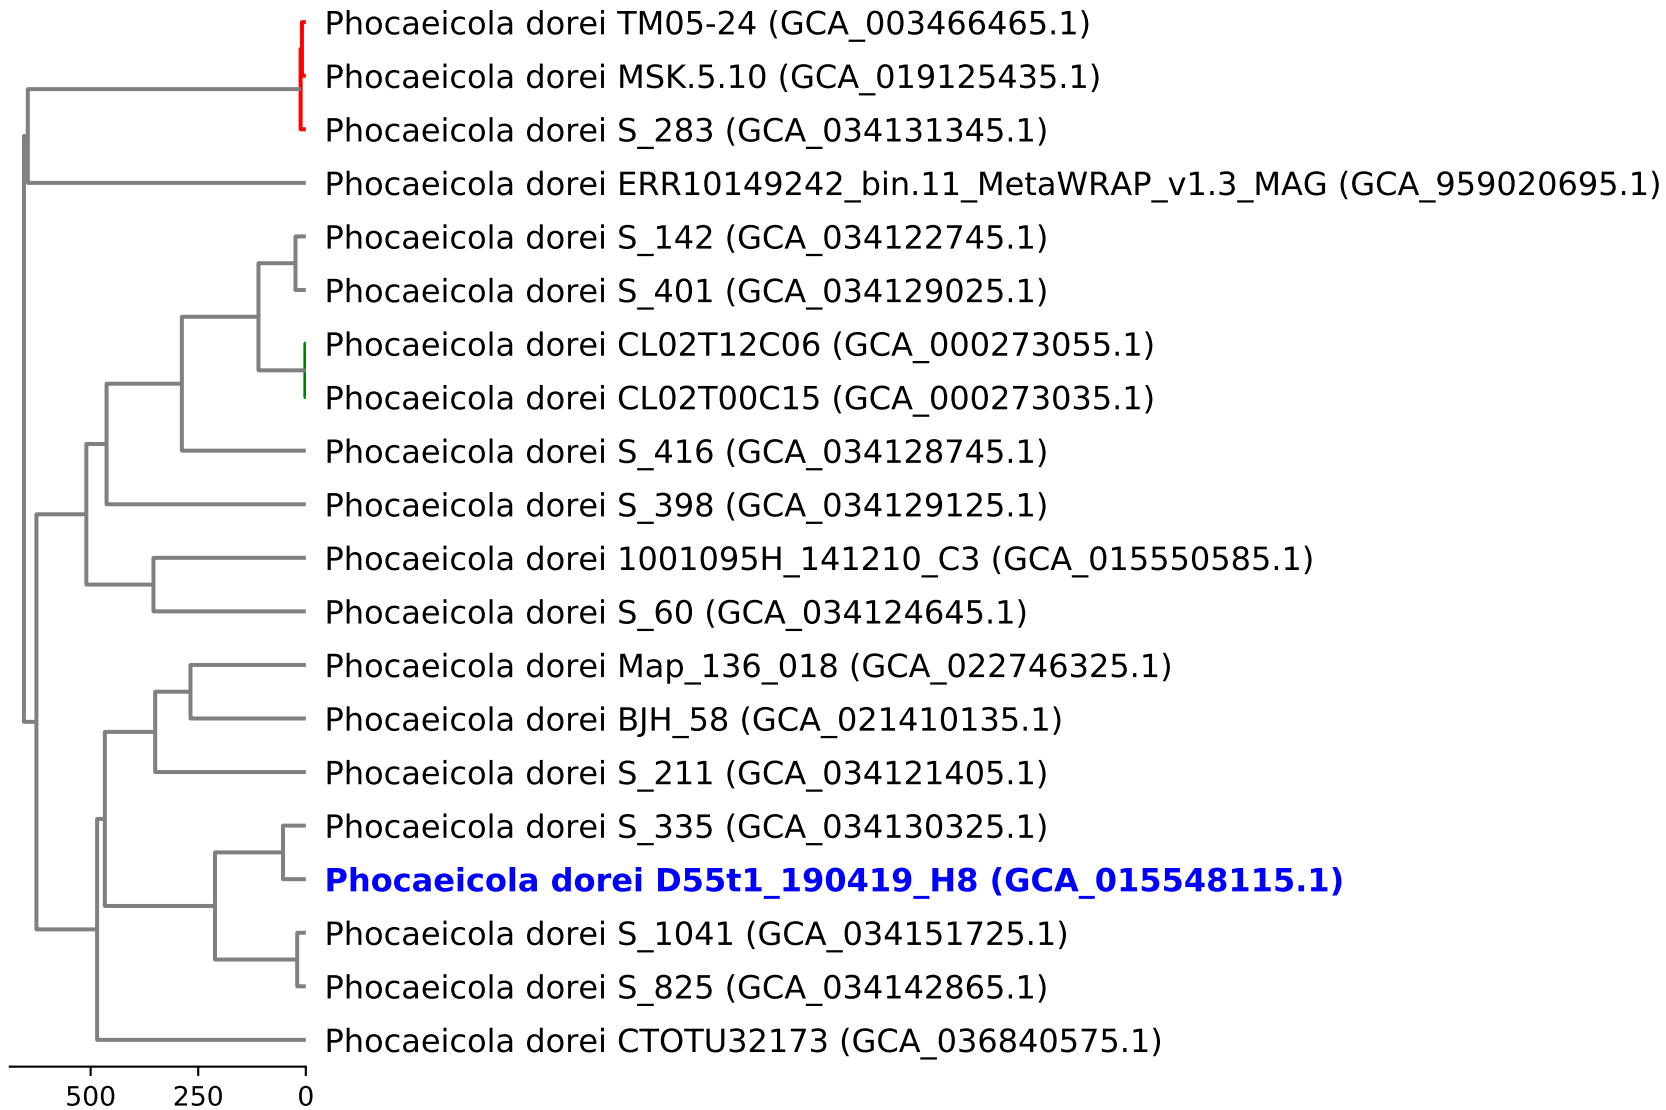 Phocaeicola dorei TM05-24 (GCA_003466465.1)
Phocaeicola dorei MSK.5.10 (GCA_019125435.1)
Phocaeicola dorei S_283 (GCA_034131345.1)
Phocaeicola dorei ERR10149242_bin.11_MetaWRAP_v1.3_MAG (GCA_959020695.1)
Phocaeicola dorei S_142 (GCA_034122745.1)
Phocaeicola dorei S_401 (GCA_034129025.1)
Phocaeicola dorei CL02T12C06 (GCA_000273055.1)
Phocaeicola dorei CL02T00C15 (GCA_000273035.1)
Phocaeicola dorei S_416 (GCA_034128745.1)
Phocaeicola dorei S_398 (GCA_034129125.1)
Phocaeicola dorei 1001095H_141210_C3 (GCA_015550585.1)
Phocaeicola dorei S_60 (GCA_034124645.1)
Phocaeicola dorei Map_136_018 (GCA_022746325.1)
Phocaeicola dorei BJH_58 (GCA_021410135.1)
Phocaeicola dorei S_211 (GCA_034121405.1)
Phocaeicola dorei S_335 (GCA_034130325.1)
Phocaeicola dorei D55t1_190419_H8 (GCA_015548115.1)
Phocaeicola dorei S_1041 (GCA_034151725.1)
Phocaeicola dorei S_825 (GCA_034142865.1)
Phocaeicola dorei CTOTU32173 (GCA_036840575.1)
500 250 0